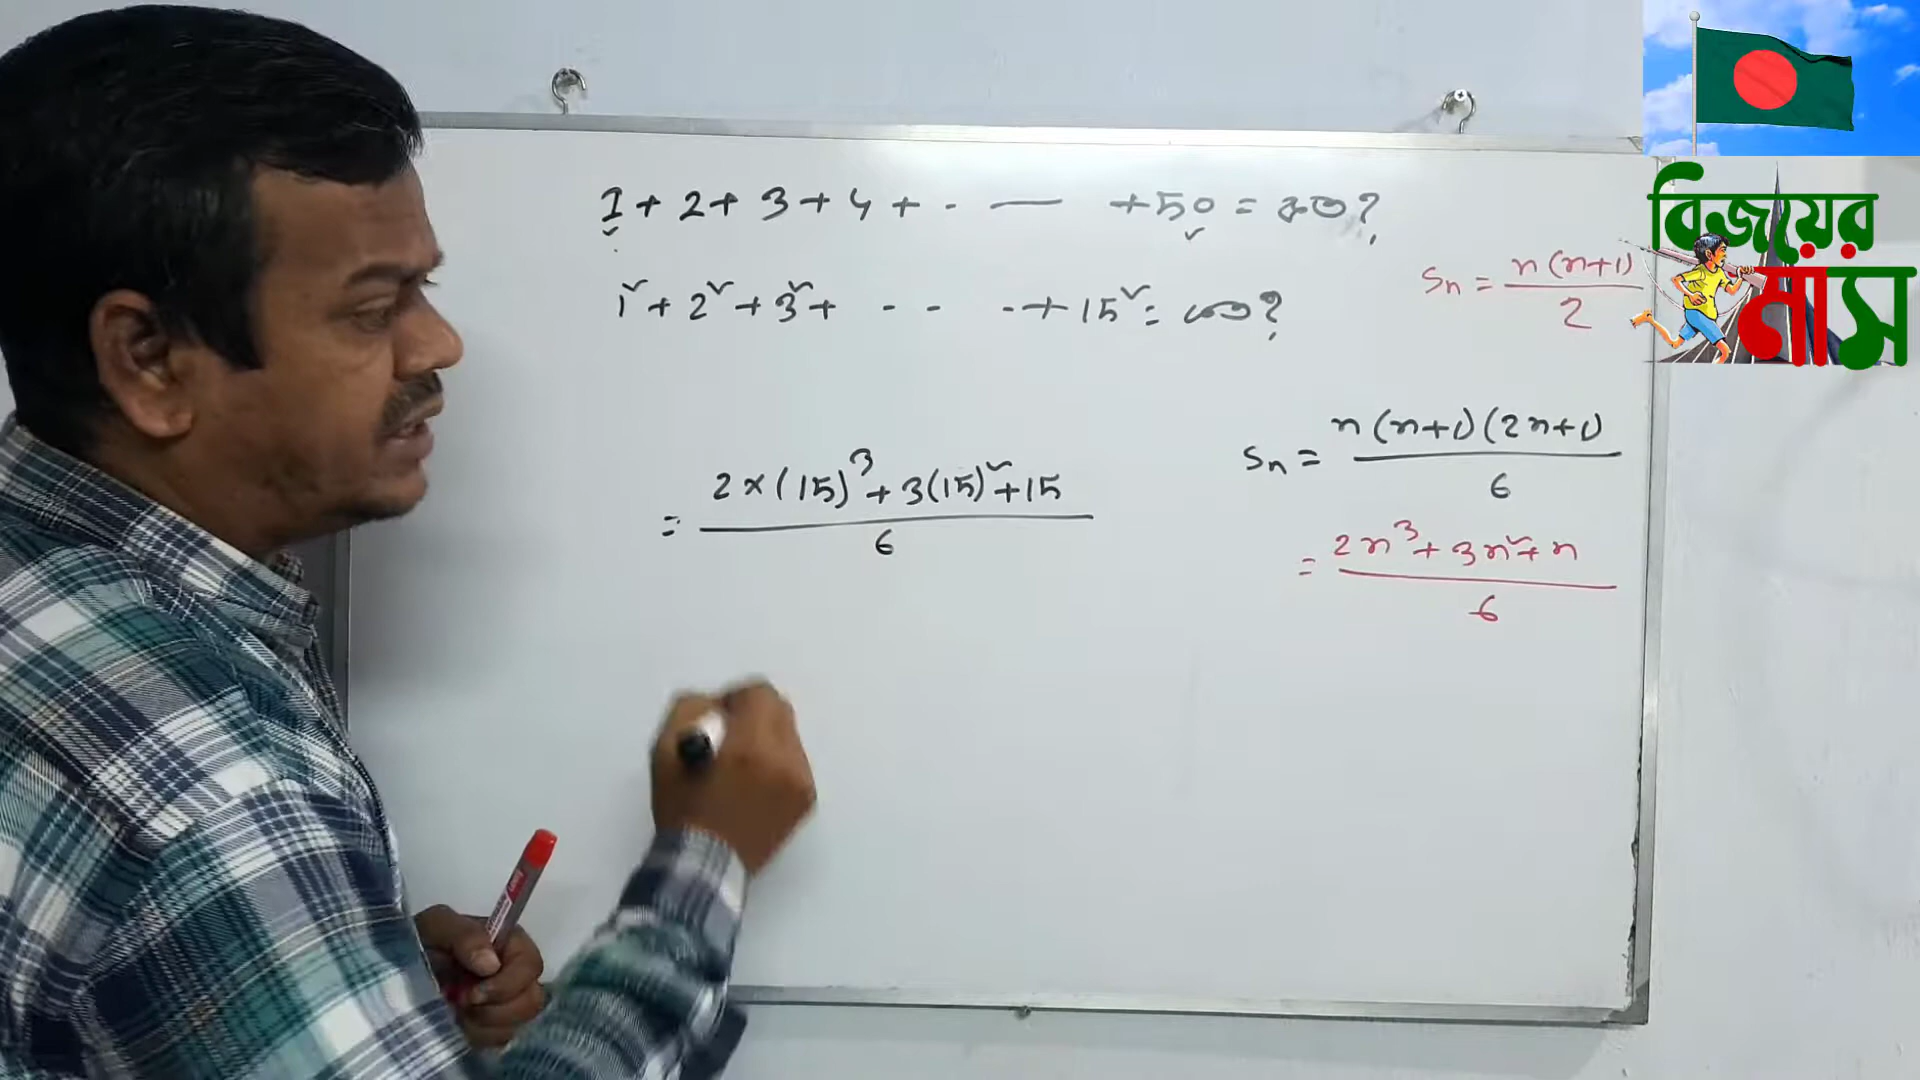 1 + 2 + 3 + 4 + . — + 50 = কত?
1² + 2² + 3² + - - - + 15² = কত?
Sn = n(n+1) / 2
Sn = n(n+1)(2n+1) / 6
= 2n³ + 3n² + n / 6
= 2×(15)³ + 3(15)² + 15 / 6
বিজয়ের
মাস